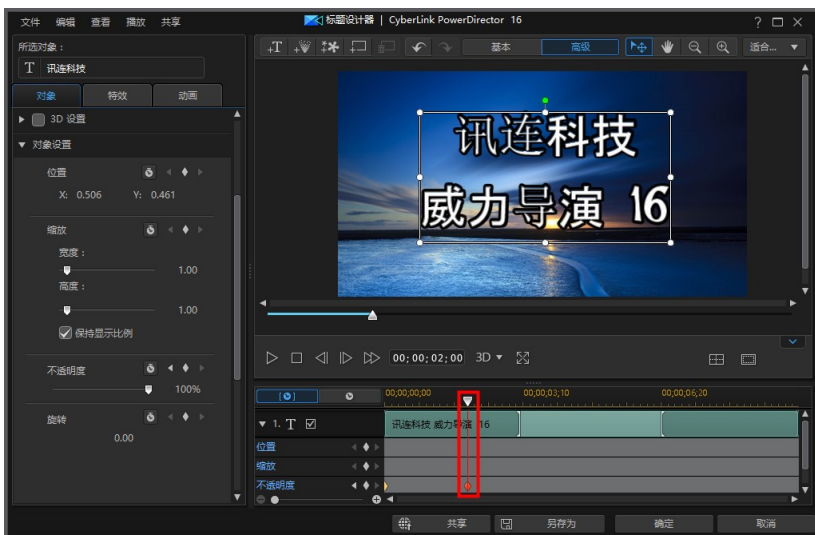 文件 编辑 查看 播放 共享 标题设计器 | CyberLink PowerDirector 16 ?
所选对象：
T 讯连科技
对象 特效 动画
3D 设置
对象设置
位置
X: 0.506 Y: 0.461
缩放
宽度：
1.00
高度：
1.00
保持显示比例
不透明度
100%
旋转
0.00
基本 高级 适合...
讯连科技
威力导演 16
00;00;02;00 3D
00;00;00;00 00;00;03;10 00;00;06;20
1. T 讯连科技 威力导演 16
位置
缩放
不透明度
共享 另存为 确定 取消